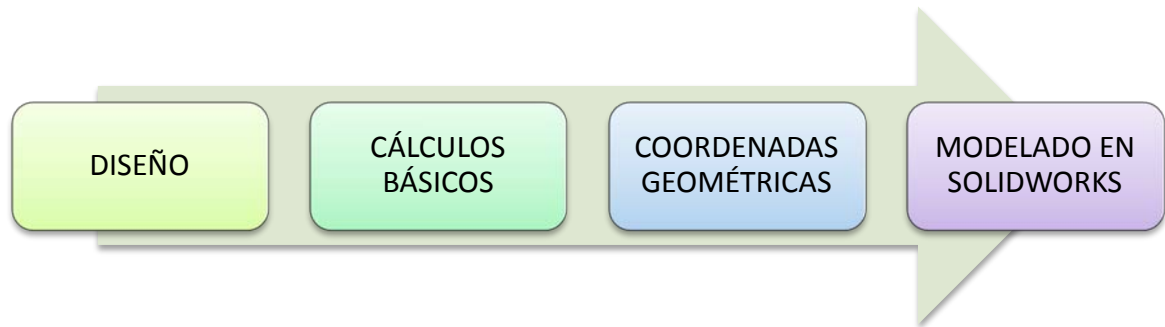 DISEÑO
CÁLCULOS
BÁSICOS
COORDENADAS
GEOMÉTRICAS
MODELADO EN
SOLIDWORKS